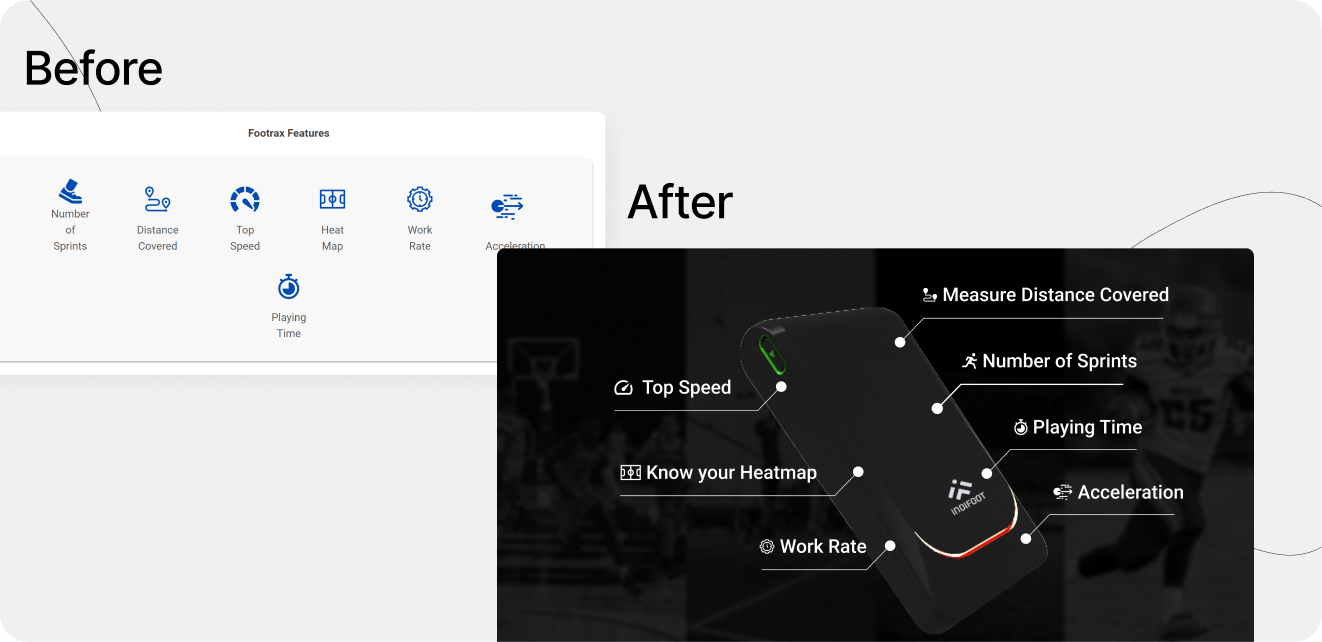 Before
Footrax Features
Number
of
Sprints
Distance
Covered
Top
Speed
Heat
Map
Work
Rate
Acceleration
Playing
Time
After
Measure Distance Covered
Number of Sprints
Top Speed
Playing Time
Know your Heatmap
Acceleration
Work Rate
iF
INDIFOOT